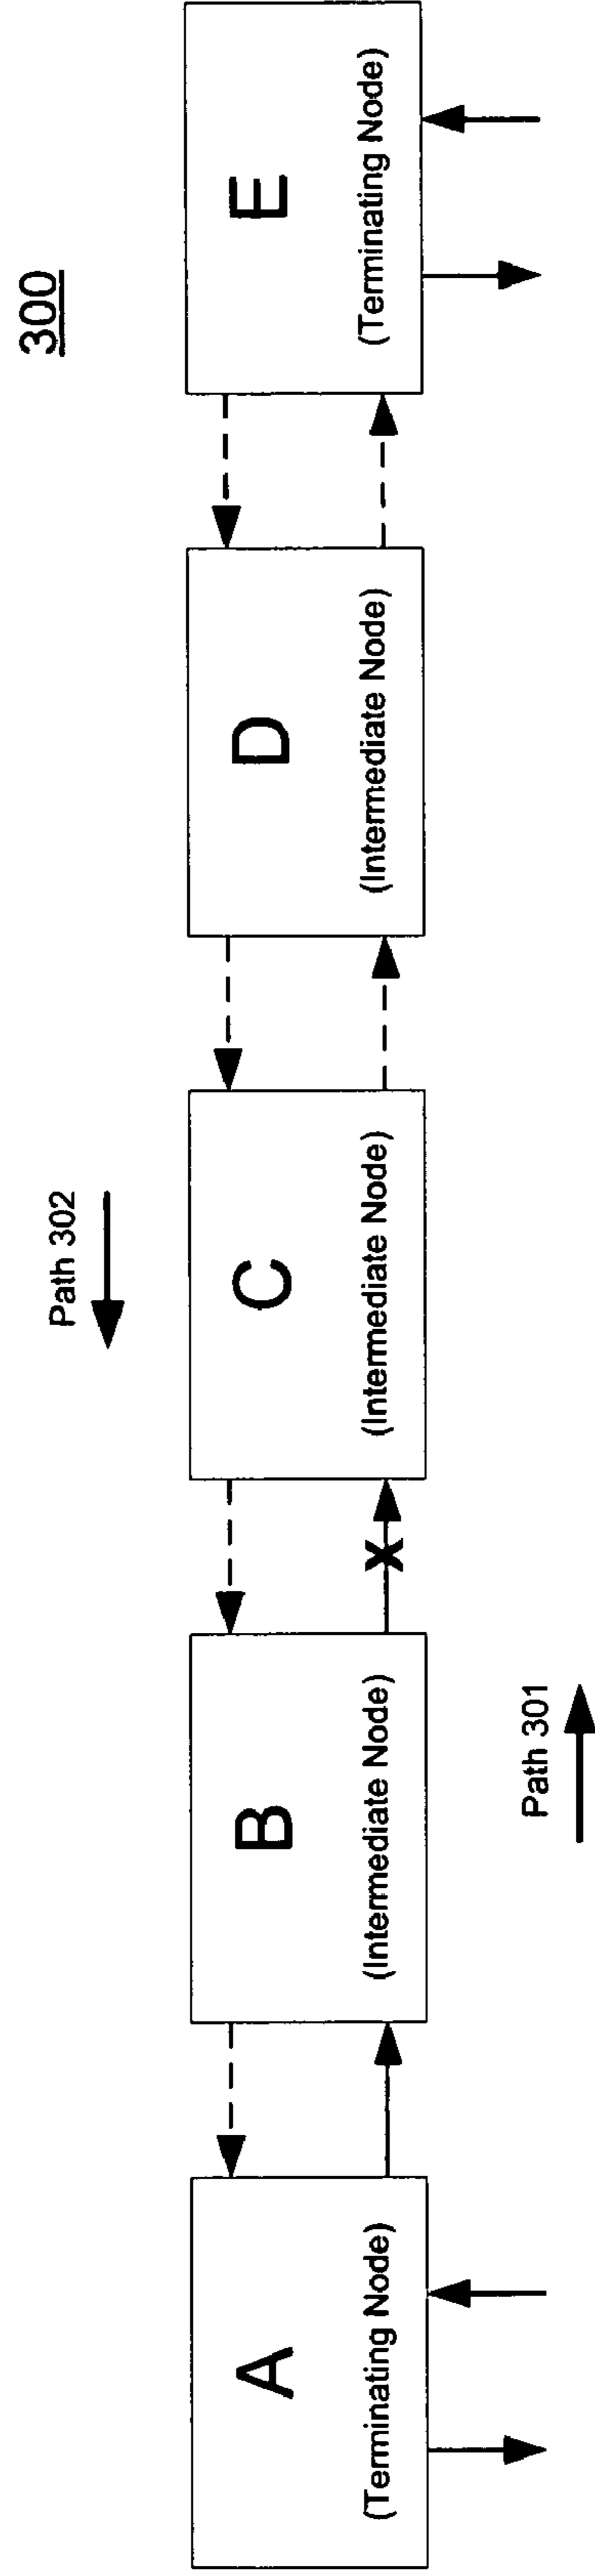 300
Path 302
A
(Terminating Node)
B
(Intermediate Node)
X
C
(Intermediate Node)
D
(Intermediate Node)
E
(Terminating Node)
Path 301